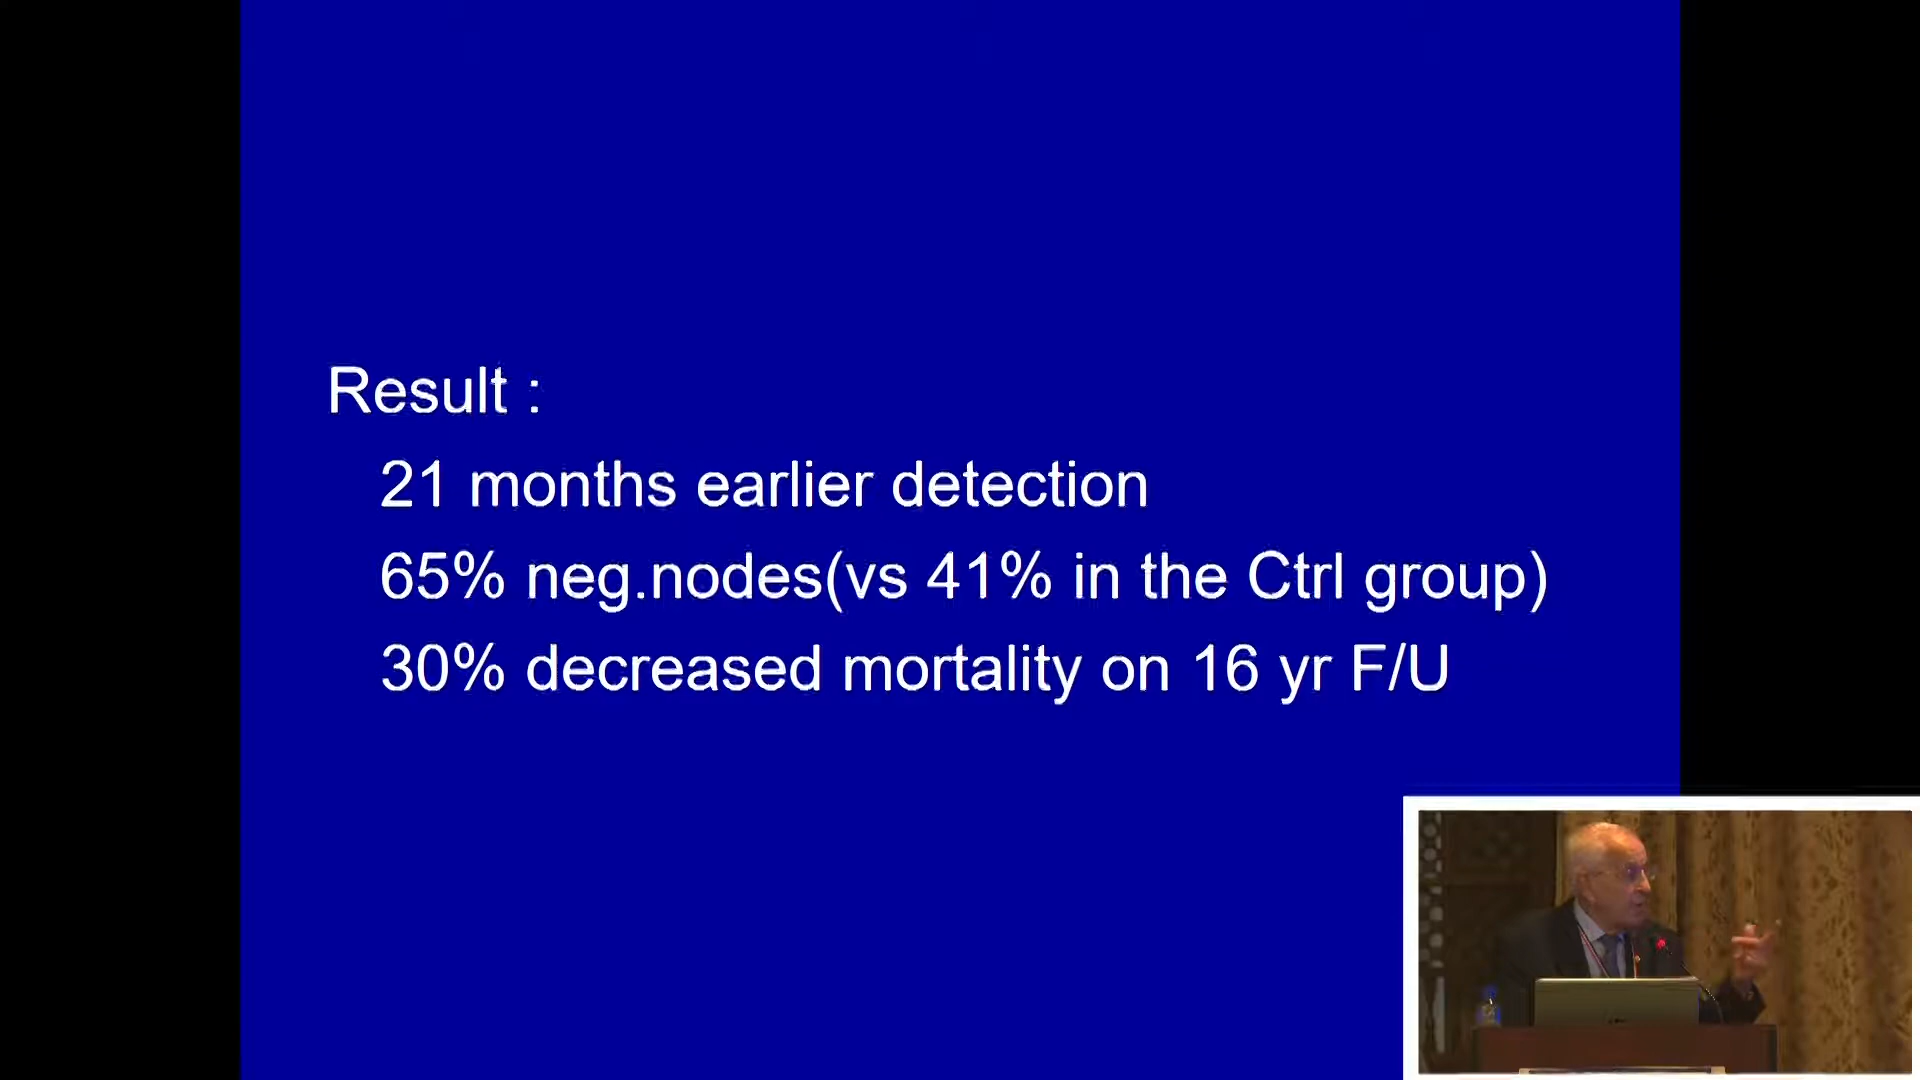 Result :
21 months earlier detection
65% neg.nodes(vs 41% in the Ctrl group)
30% decreased mortality on 16 yr F/U